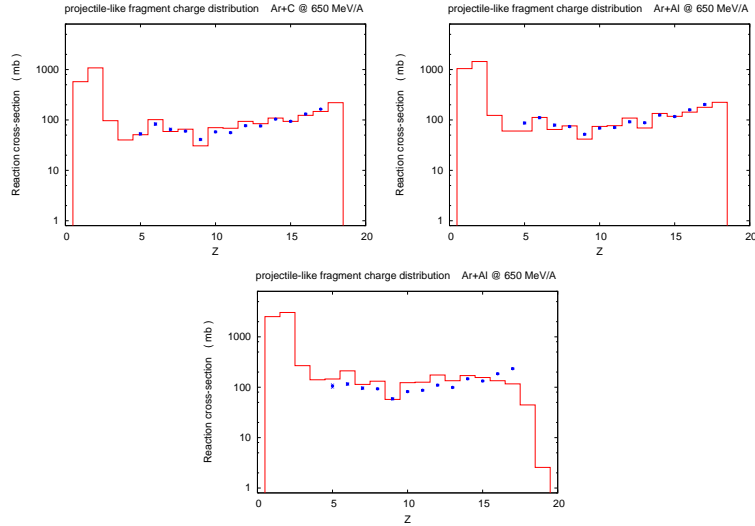 projectile-like fragment charge distribution Ar+C @ 650 MeV/A
Reaction cross-section ( mb )
1000
100
10
1
0 5 10 15 20
Z
projectile-like fragment charge distribution Ar+Al @ 650 MeV/A
Reaction cross-section ( mb )
1000
100
10
1
0 5 10 15 20
Z
projectile-like fragment charge distribution Ar+Al @ 650 MeV/A
Reaction cross-section ( mb )
1000
100
10
1
0 5 10 15 20
Z